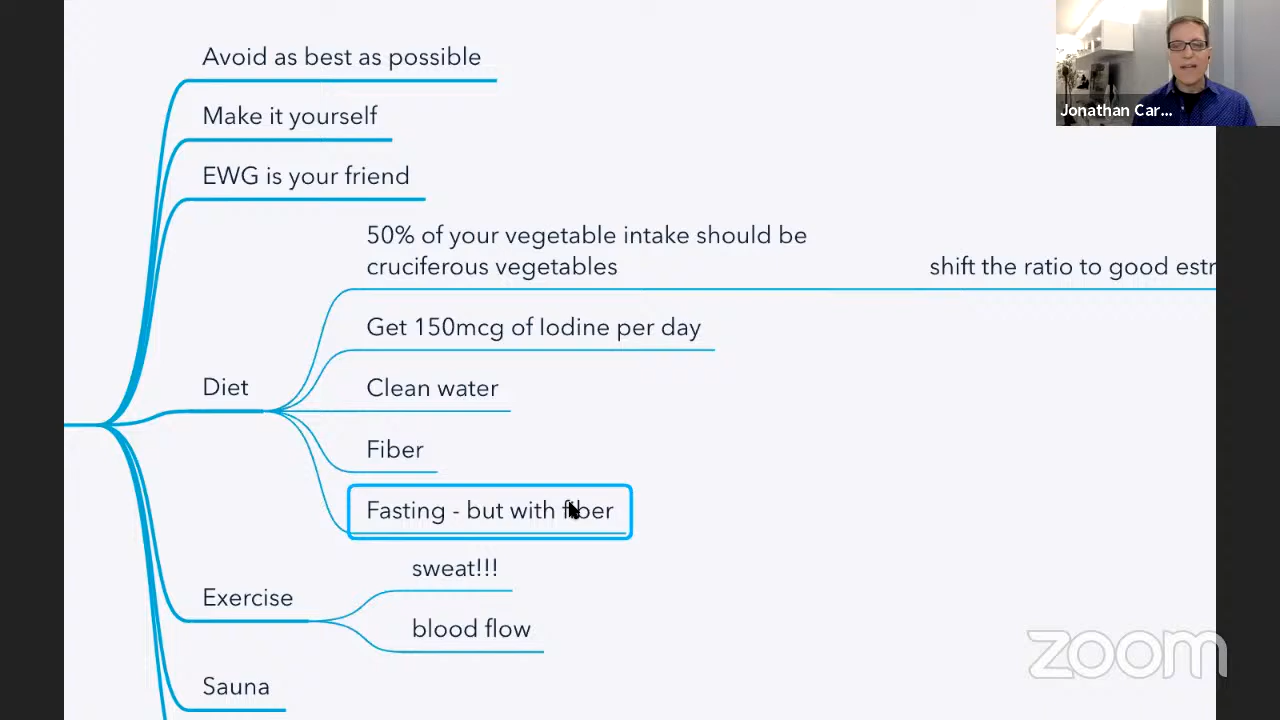 Avoid as best as possible
Make it yourself
EWG is your friend
50% of your vegetable intake should be
cruciferous vegetables
shift the ratio to good estr
Get 150mcg of Iodine per day
Diet
Clean water
Fiber
Fasting - but with fiber
sweat!!!
Exercise
blood flow
Sauna
Jonathan Car...
zoom